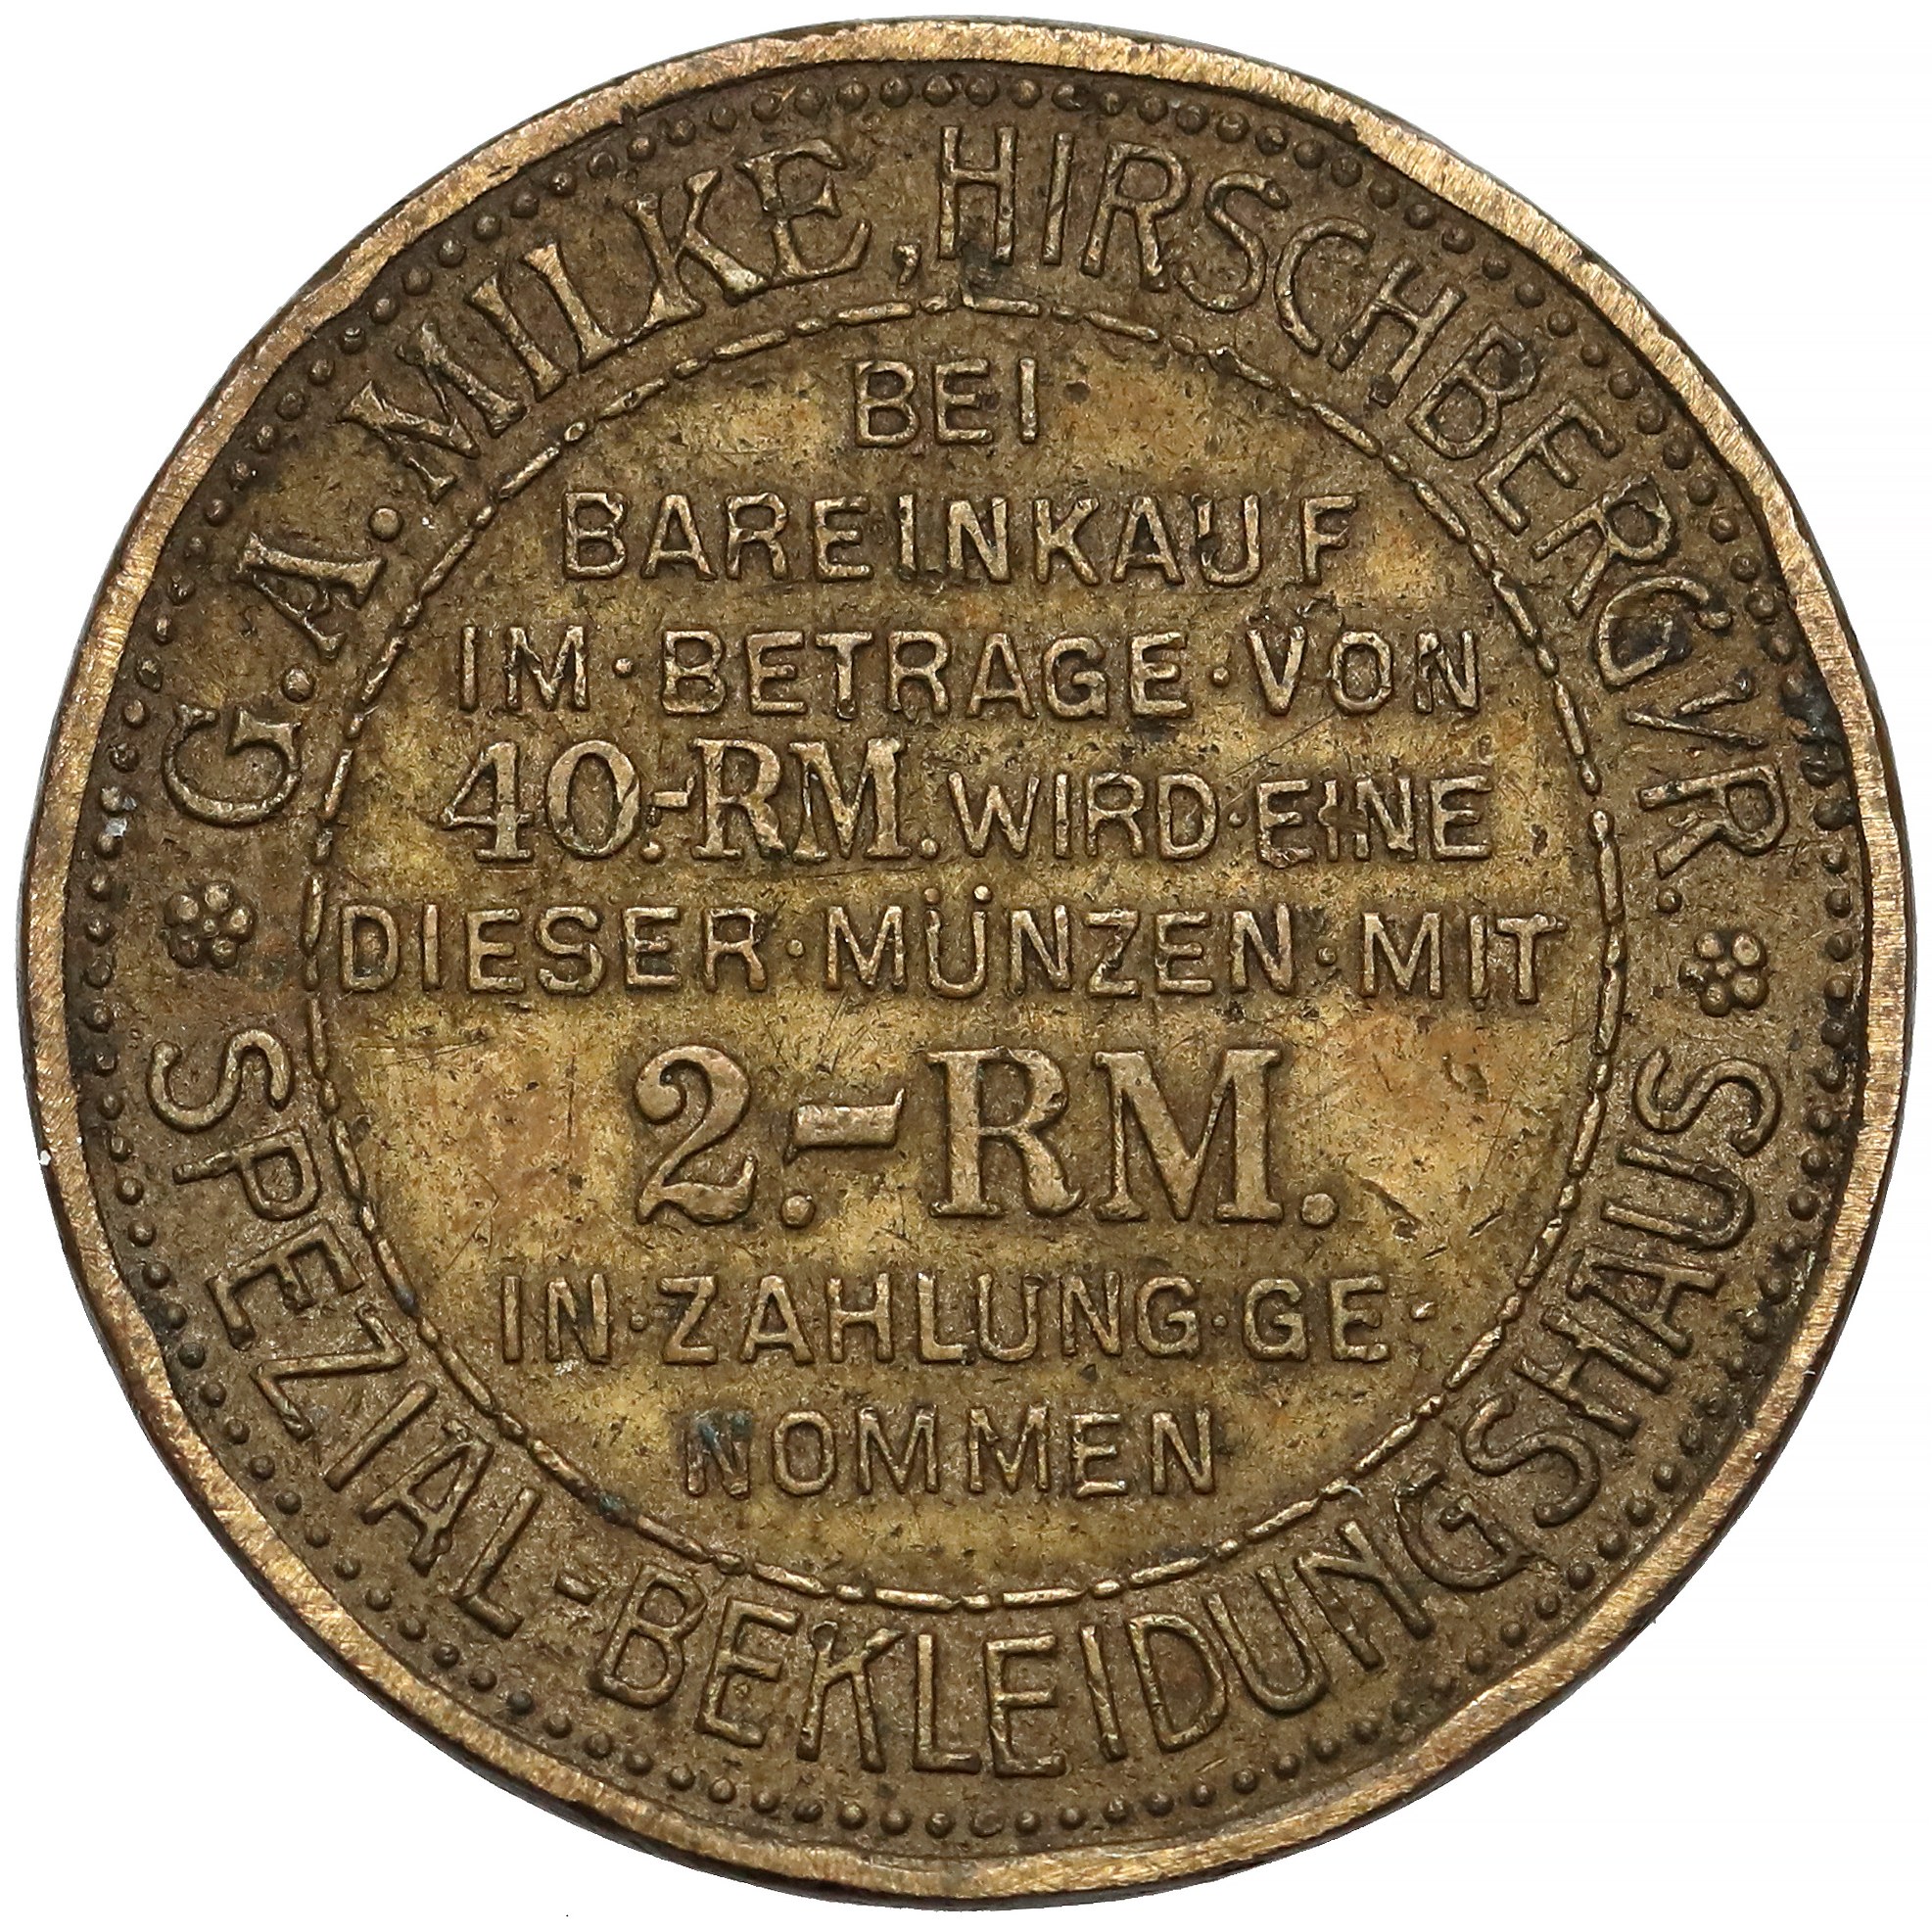 G. A. MILKE, HIRSCHBERG I/R.
BEI
BAREINKAUF
IM · BETRAGE · VON
40.-RM. WIRD · EINE
DIESER · MÜNZEN · MIT
2.-RM.
IN · ZAHLUNG · GE-
NOMMEN
SPEZIAL-BEKLEIDUNGSHAUS